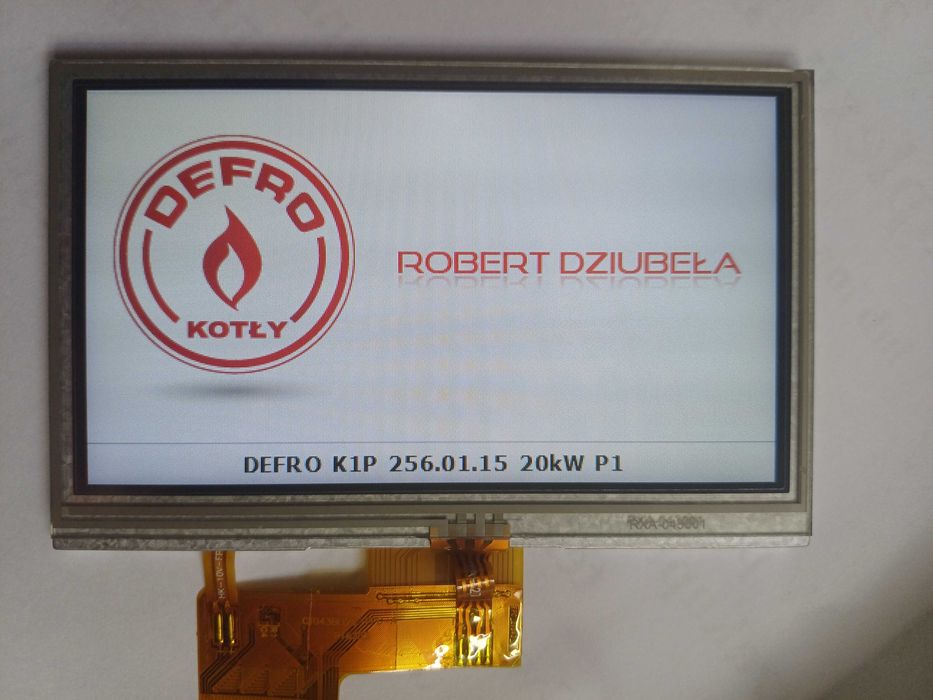 DEFRO
KOTŁY
ROBERT DZIUBEŁA
DEFRO K1P 256.01.15 20kW P1